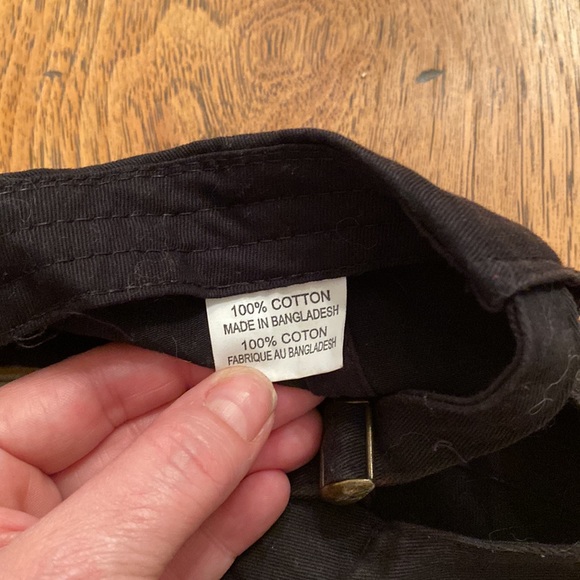 100% COTTON
MADE IN BANGLADESH
100% COTON
FABRIQUE AU BANGLADESH